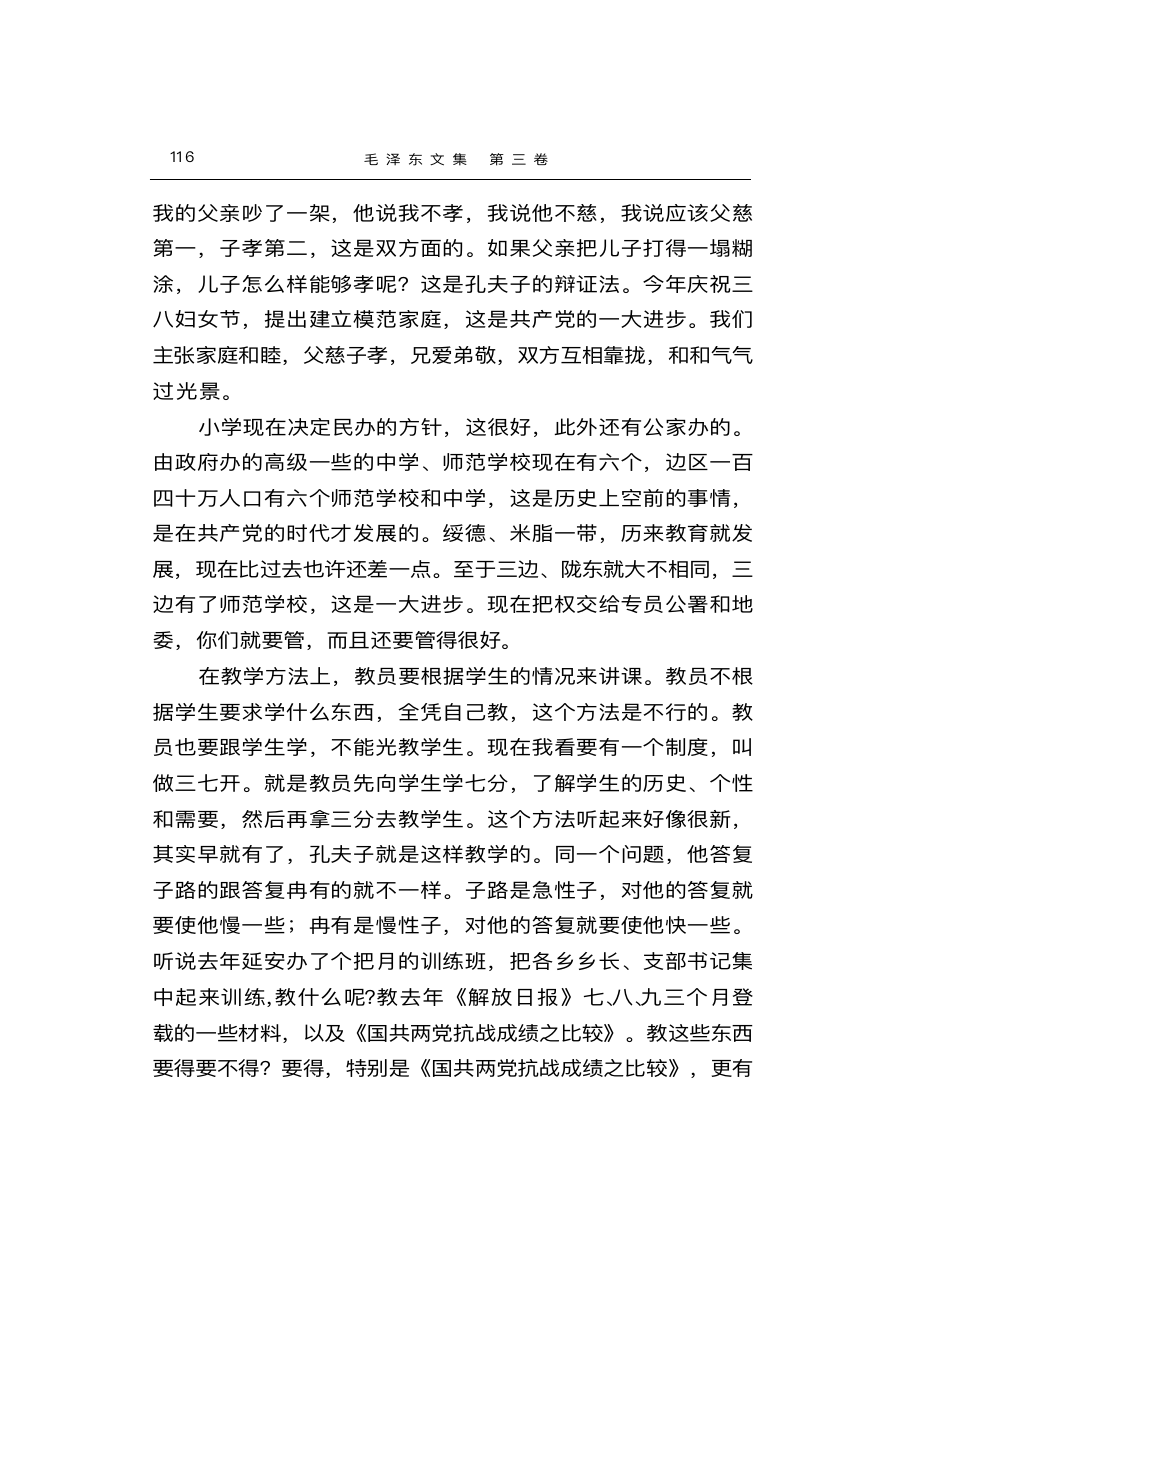 116
毛泽东文集 第三卷
我的父亲吵了一架，他说我不孝，我说他不慈，我说应该父慈
第一，子孝第二，这是双方面的。如果父亲把儿子打得一塌糊
涂，儿子怎么样能够孝呢？这是孔夫子的辩证法。今年庆祝三
八妇女节，提出建立模范家庭，这是共产党的一大进步。我们
主张家庭和睦，父慈子孝，兄爱弟敬，双方互相靠拢，和和气气
过光景。
小学现在决定民办的方针，这很好，此外还有公家办的。
由政府办的高级一些的中学、师范学校现在有六个，边区一百
四十万人口有六个师范学校和中学，这是历史上空前的事情，
是在共产党的时代才发展的。绥德、米脂一带，历来教育就发
展，现在比过去也许还差一点。至于三边、陇东就大不相同，三
边有了师范学校，这是一大进步。现在把权交给专员公署和地
委，你们就要管，而且还要管得很好。
在教学方法上，教员要根据学生的情况来讲课。教员不根
据学生要求学什么东西，全凭自己教，这个方法是不行的。教
员也要跟学生学，不能光教学生。现在我看要有一个制度，叫
做三七开。就是教员先向学生学七分，了解学生的历史、个性
和需要，然后再拿三分去教学生。这个方法听起来好像很新，
其实早就有了，孔夫子就是这样教学的。同一个问题，他答复
子路的跟答复冉有的就不一样。子路是急性子，对他的答复就
要使他慢一些；冉有是慢性子，对他的答复就要使他快一些。
听说去年延安办了个把月的训练班，把各乡乡长、支部书记集
中起来训练,教什么呢?教去年《解放日报》七、八、九三个月登
载的一些材料，以及《国共两党抗战成绩之比较》。教这些东西
要得要不得？要得，特别是《国共两党抗战成绩之比较》，更有